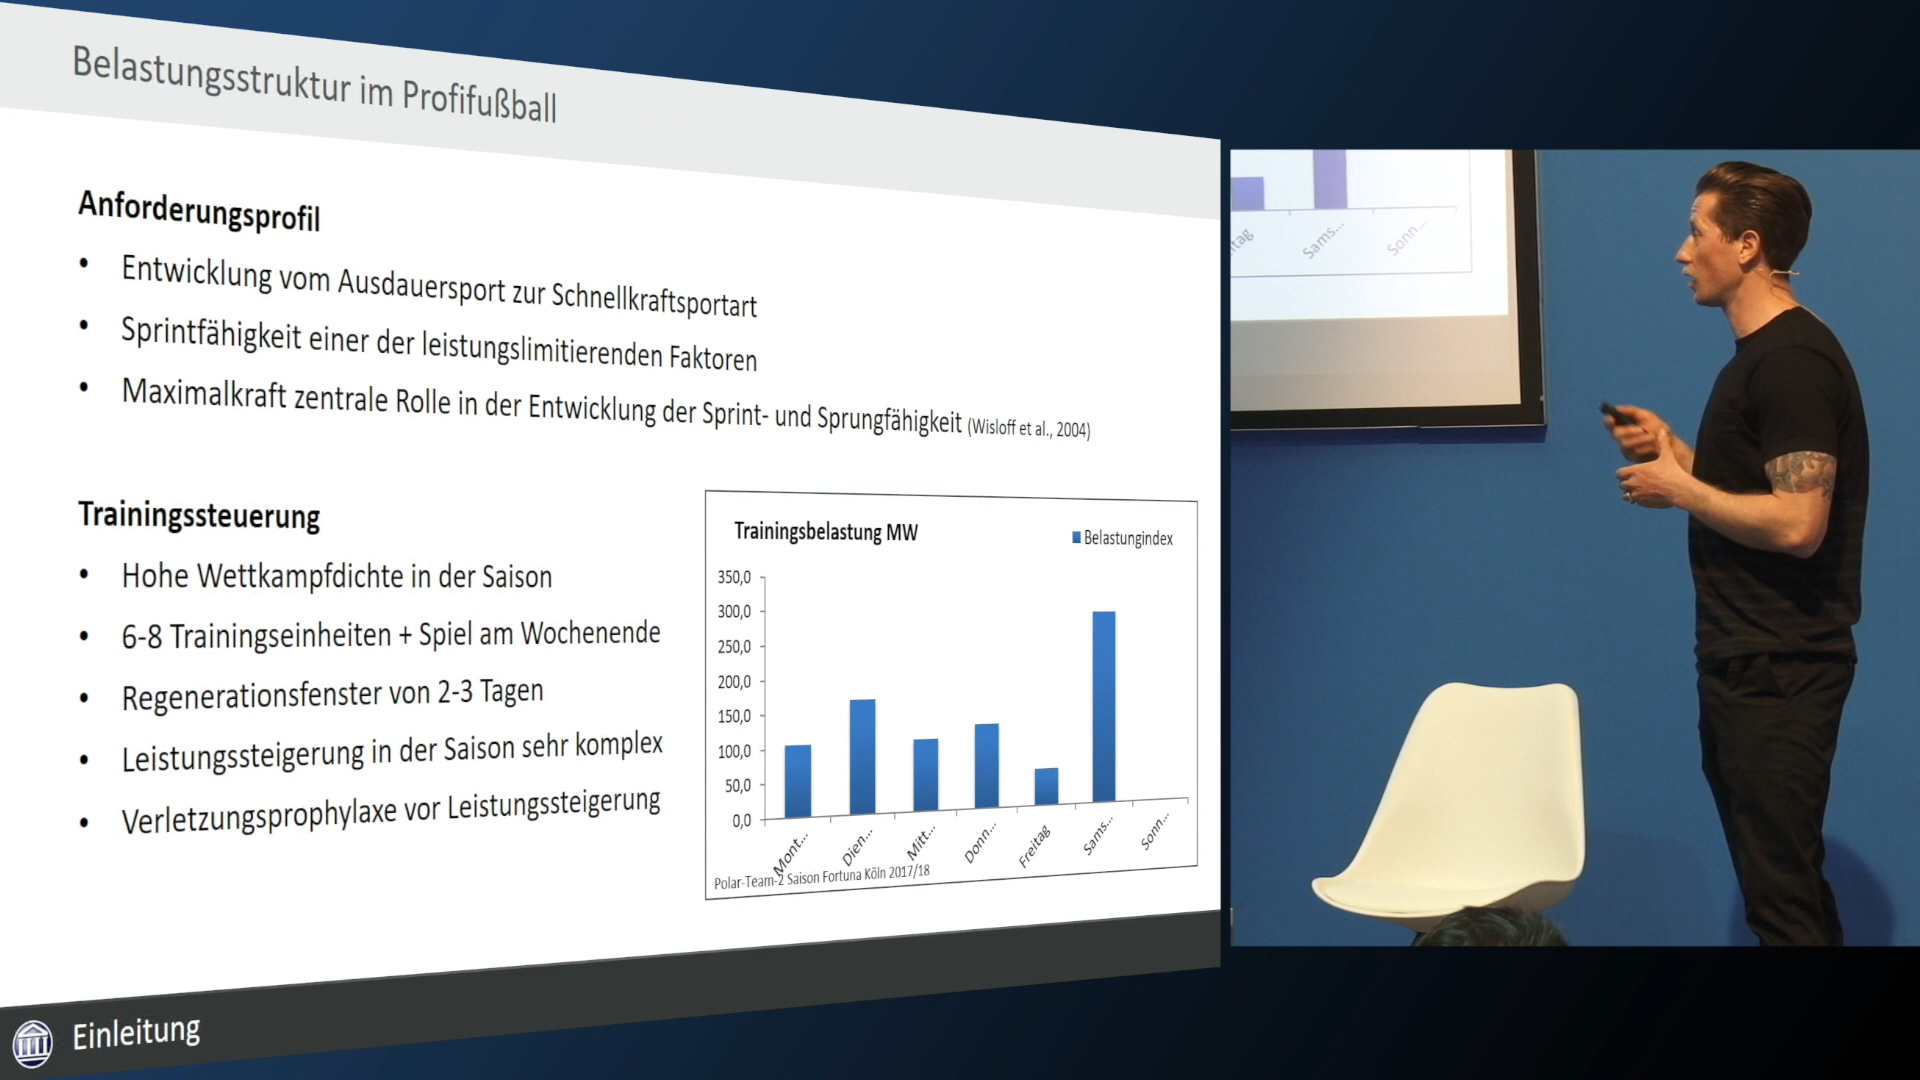 Belastungsstruktur im Profifußball
Anforderungsprofil
• Entwicklung vom Ausdauersport zur Schnellkraftsportart
• Sprintfähigkeit einer der leistungslimitierenden Faktoren
• Maximalkraft zentrale Rolle in der Entwicklung der Sprint- und Sprungfähigkeit (Wisloff et al., 2004)
Trainingssteuerung
• Hohe Wettkampfdichte in der Saison
• 6-8 Trainingseinheiten + Spiel am Wochenende
• Regenerationsfenster von 2-3 Tagen
• Leistungssteigerung in der Saison sehr komplex
• Verletzungsprophylaxe vor Leistungssteigerung
Trainingsbelastung MW
Belastungindex
350,0
300,0
250,0
200,0
150,0
100,0
50,0
0,0
Mont... Dien... Mitt... Donn... Freitag Sams... Sonn...
Polar-Team-2 Saison Fortuna Köln 2017/18
Einleitung
tag Sams... Sonn...